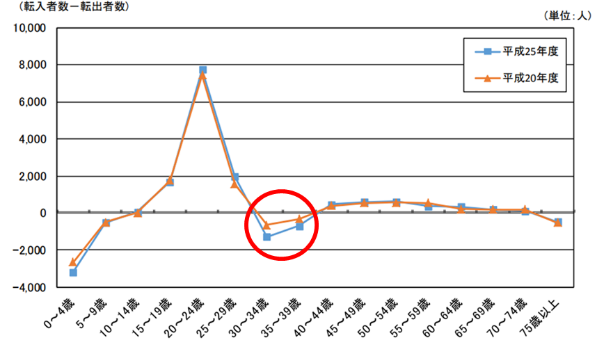 （転入者数－転出者数）
（単位：人）
10,000
8,000
6,000
4,000
2,000
0
−2,000
−4,000
平成25年度
平成20年度
0～4歳
5～9歳
10～14歳
15～19歳
20～24歳
25～29歳
30～34歳
35～39歳
40～44歳
45～49歳
50～54歳
55～59歳
60～64歳
65～69歳
70～74歳
75歳以上